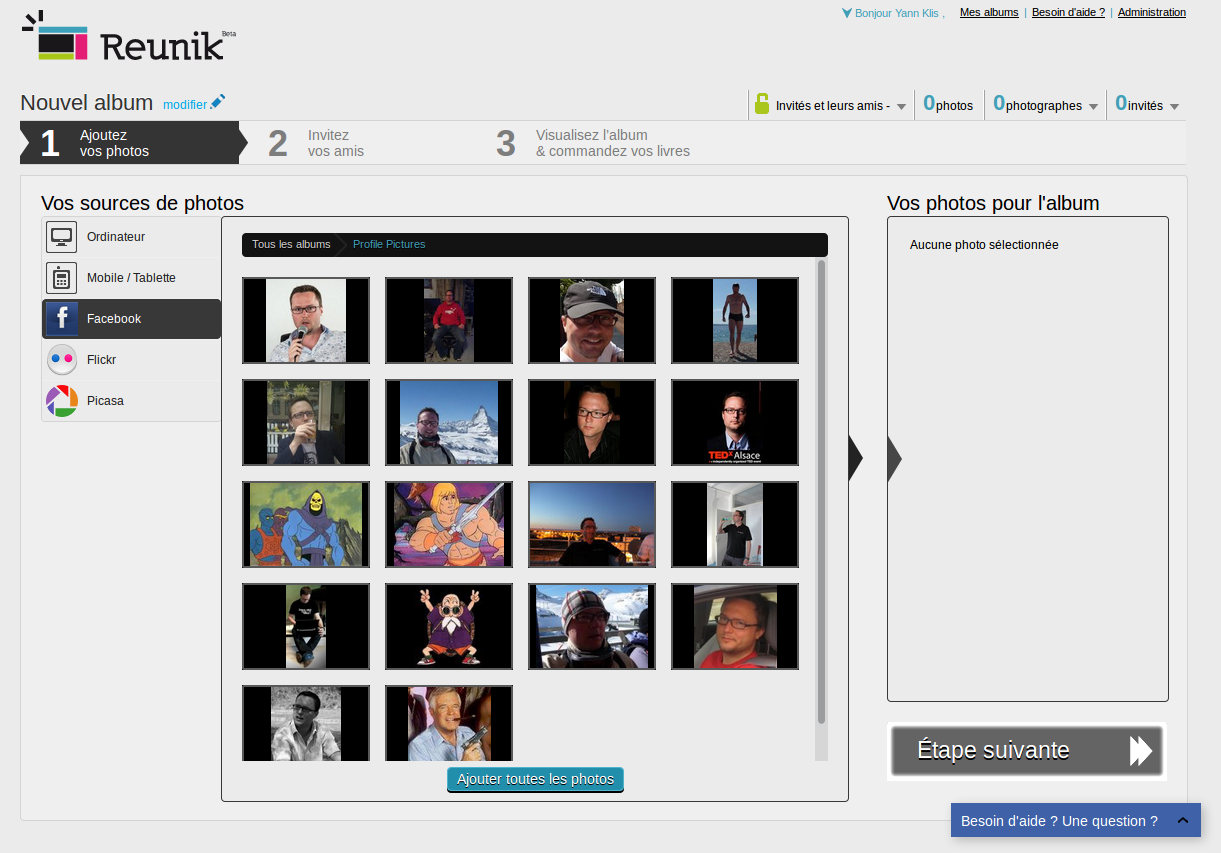 Bonjour Yann Klis , Mes albums | Besoin d'aide ? | Administration
Reunik Beta
Nouvel album modifier
Invités et leurs amis - 0 photos 0 photographes 0 invités
1 Ajoutez
vos photos
2 Invitez
vos amis
3 Visualisez l'album
& commandez vos livres
Vos sources de photos
Ordinateur
Mobile / Tablette
Facebook
Flickr
Picasa
Tous les albums Profile Pictures
TEDx Alsace
Ajouter toutes les photos
Vos photos pour l'album
Aucune photo sélectionnée
Étape suivante
Besoin d'aide ? Une question ?